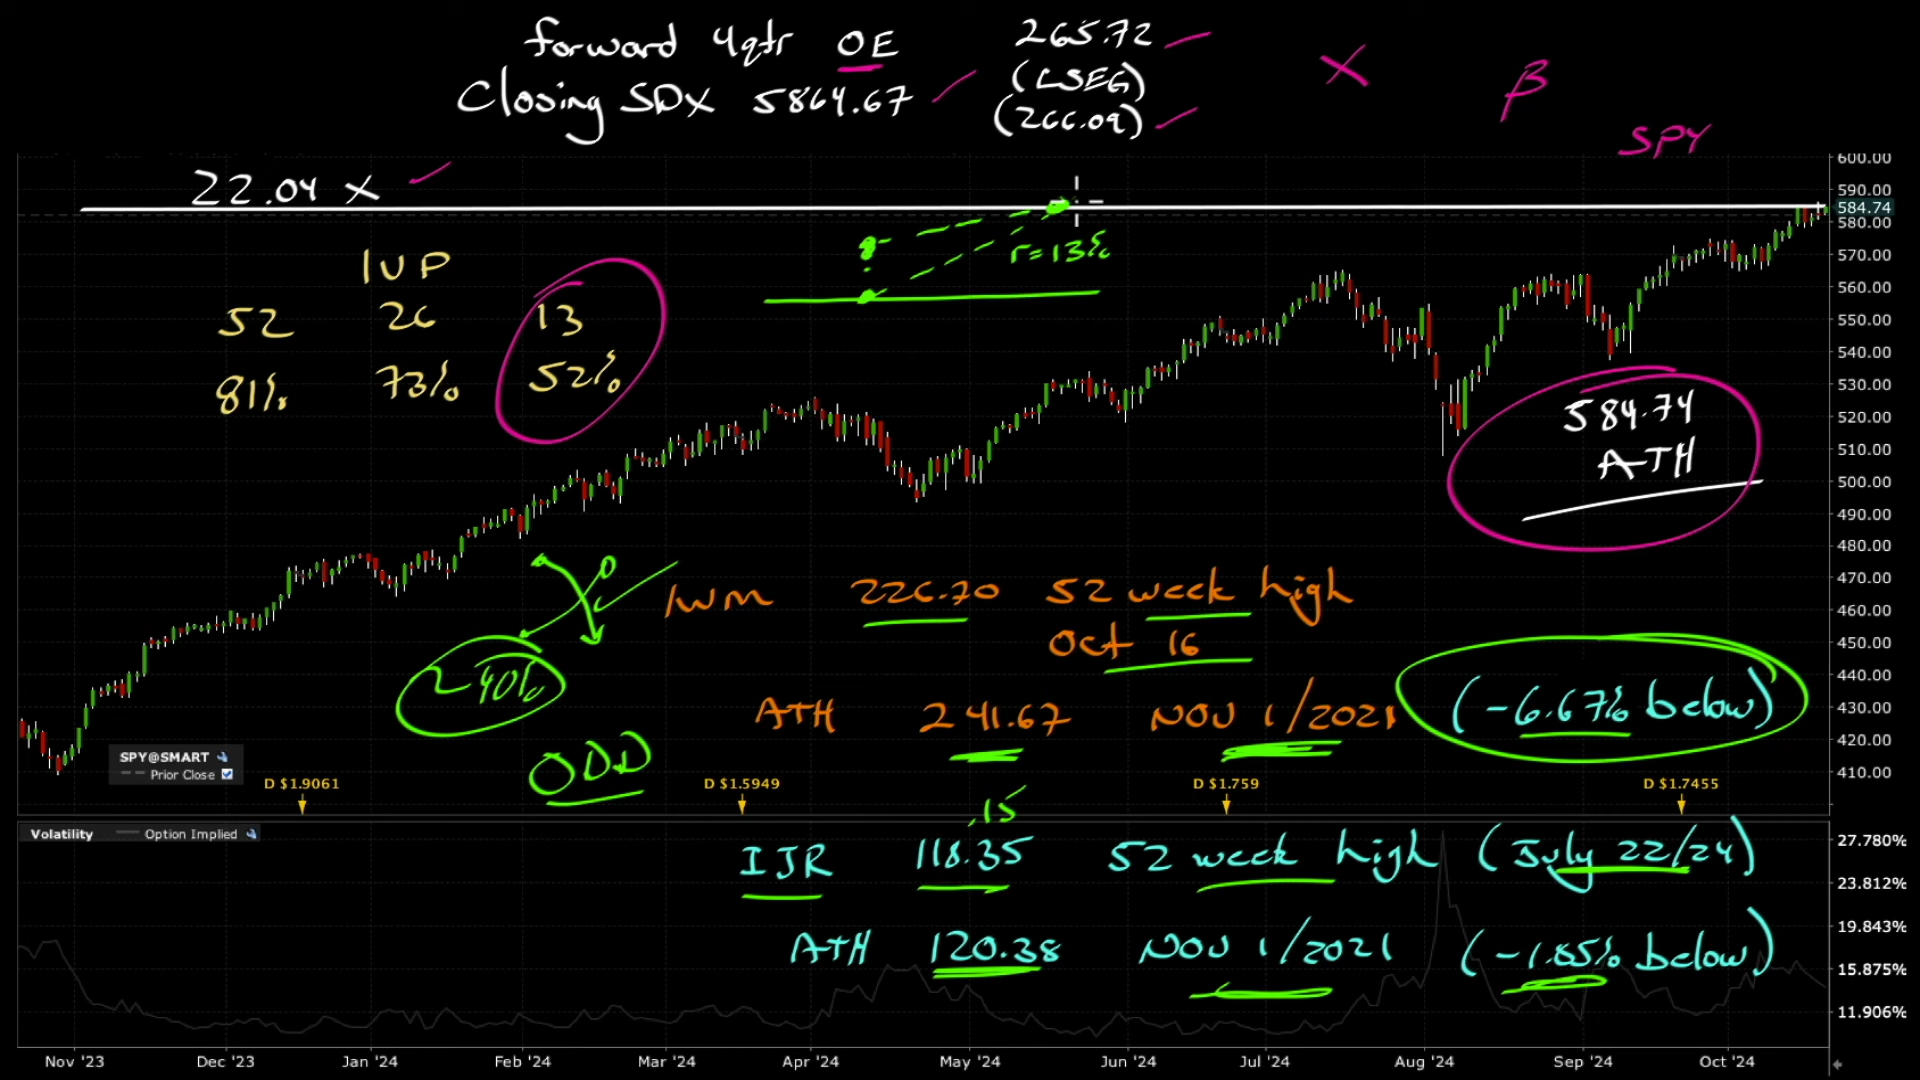 forward 4qtr OE 265.72
(LSEG)
Closing SPX 5864.67 (266.09)
X β
SPY
22.04 X
r=13%
IVP
52 26 13
81% 73% 52%
584.74
ATH
~40%
ODD
IWM 226.70 52 week high
Oct 16
ATH 241.67 NOV 1/2021 (-6.67% below)
.15
IJR 118.35 52 week high (July 22/24)
ATH 120.38 NOV 1/2021 (-1.85% below)
600.00
590.00
584.74
580.00
570.00
560.00
550.00
540.00
530.00
520.00
510.00
500.00
490.00
480.00
470.00
460.00
450.00
440.00
430.00
420.00
410.00
SPY@SMART
Prior Close
D $1.9061 D $1.5949 D $1.759 D $1.7455
Volatility Option Implied
27.780%
23.812%
19.843%
15.875%
11.906%
Nov '23 Dec '23 Jan '24 Feb '24 Mar '24 Apr '24 May '24 Jun '24 Jul '24 Aug '24 Sep '24 Oct '24